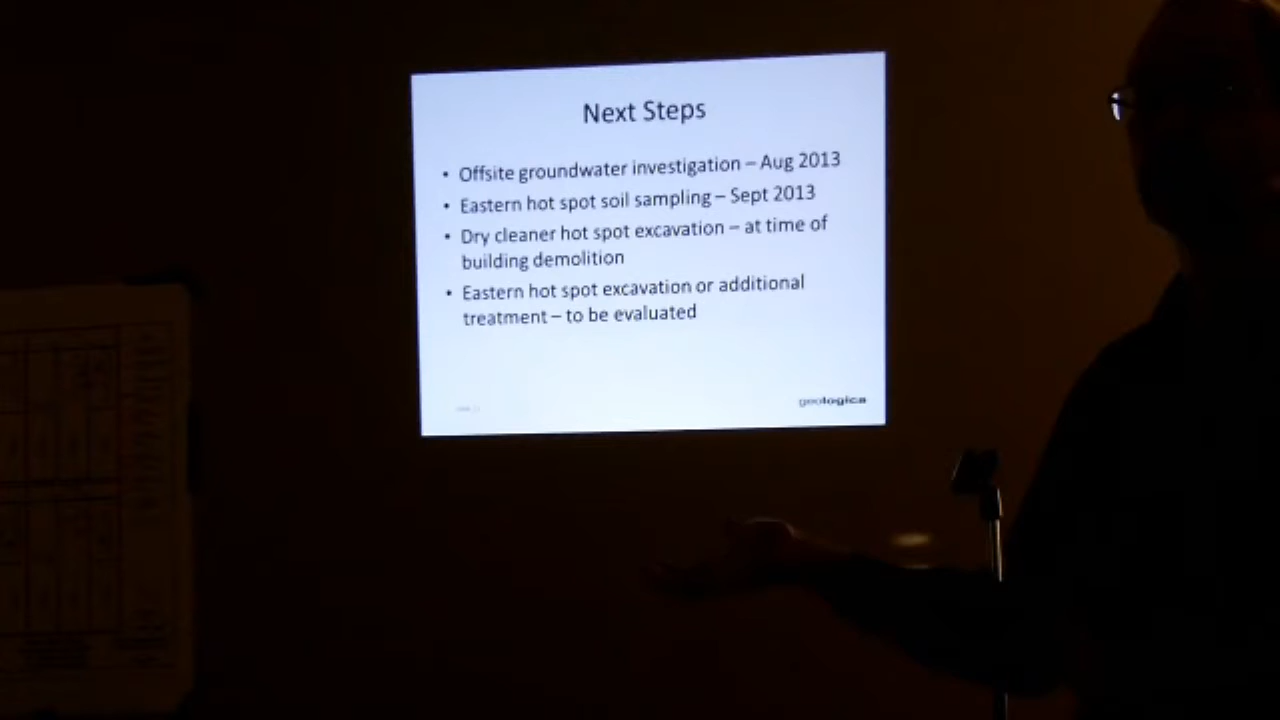 Next Steps
• Offsite groundwater investigation – Aug 2013
• Eastern hot spot soil sampling – Sept 2013
• Dry cleaner hot spot excavation – at time of
building demolition
• Eastern hot spot excavation or additional
treatment – to be evaluated
geologica